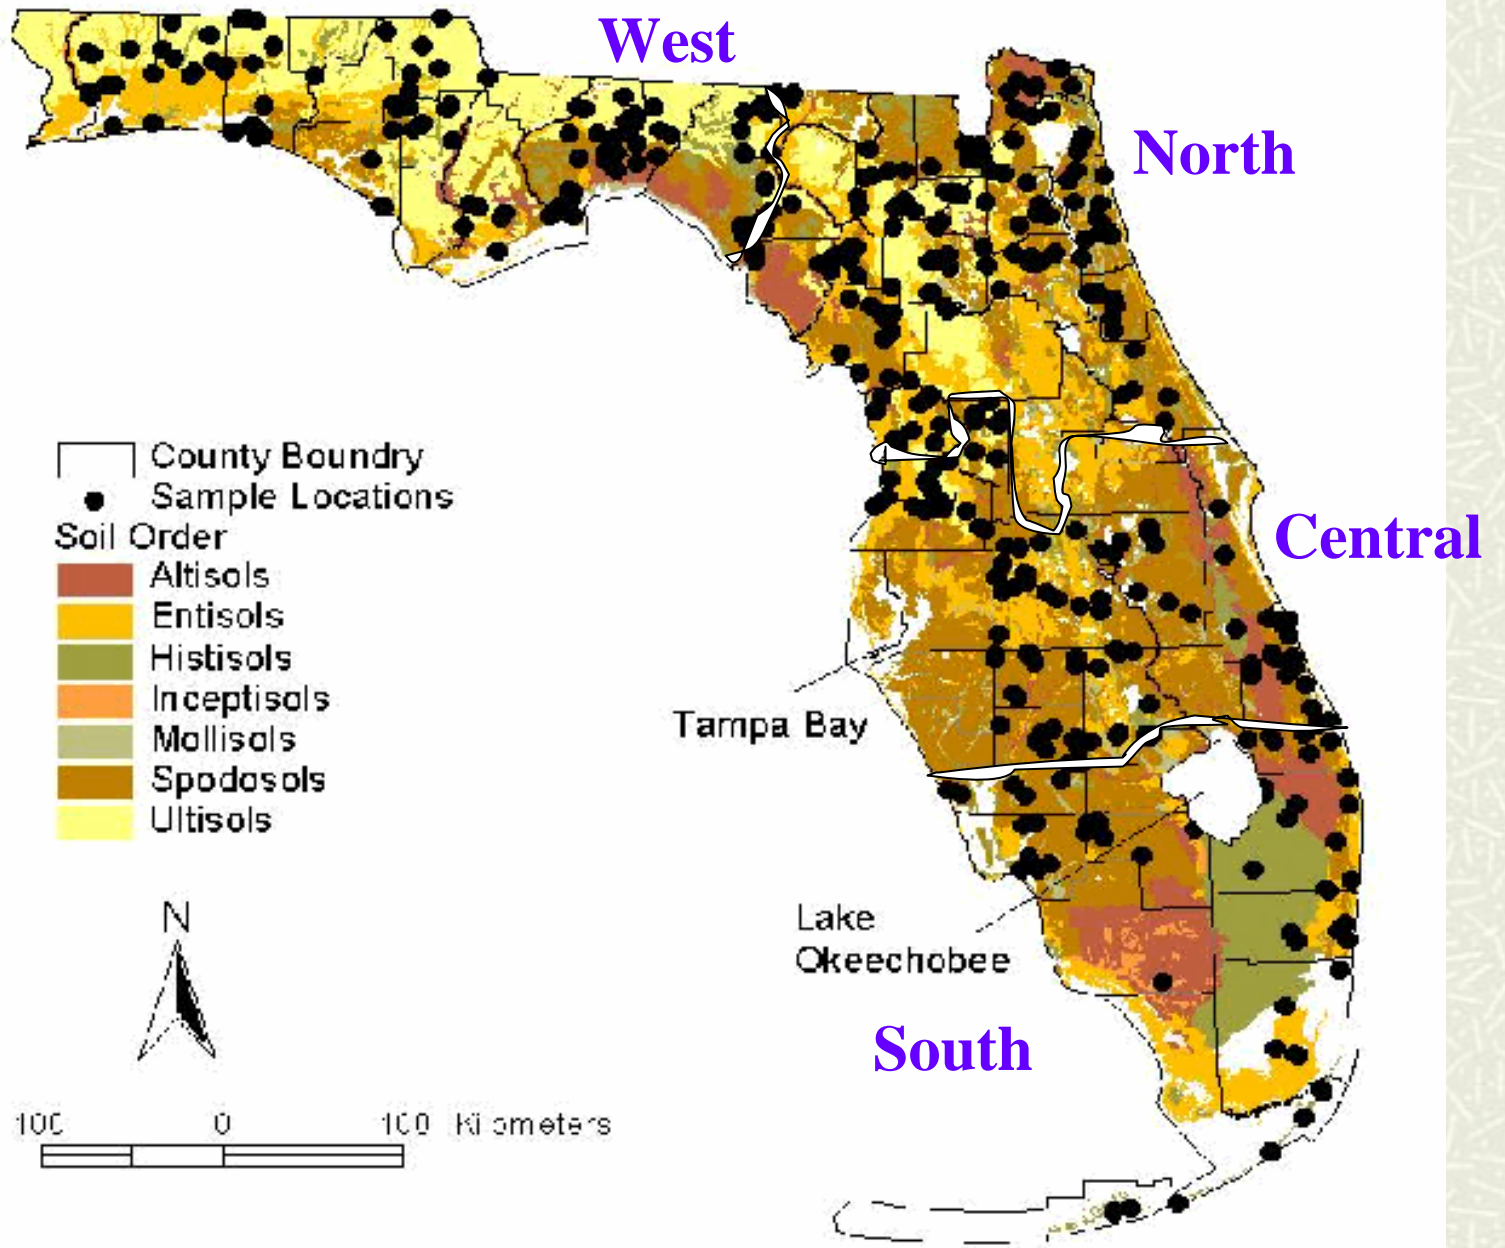 West
North
County Boundry
Sample Locations
Soil Order
Altisols
Entisols
Histisols
Inceptisols
Mollisols
Spodosols
Ultisols
Central
Tampa Bay
Lake
Okeechobee
N
South
100 0 100 Kilometers